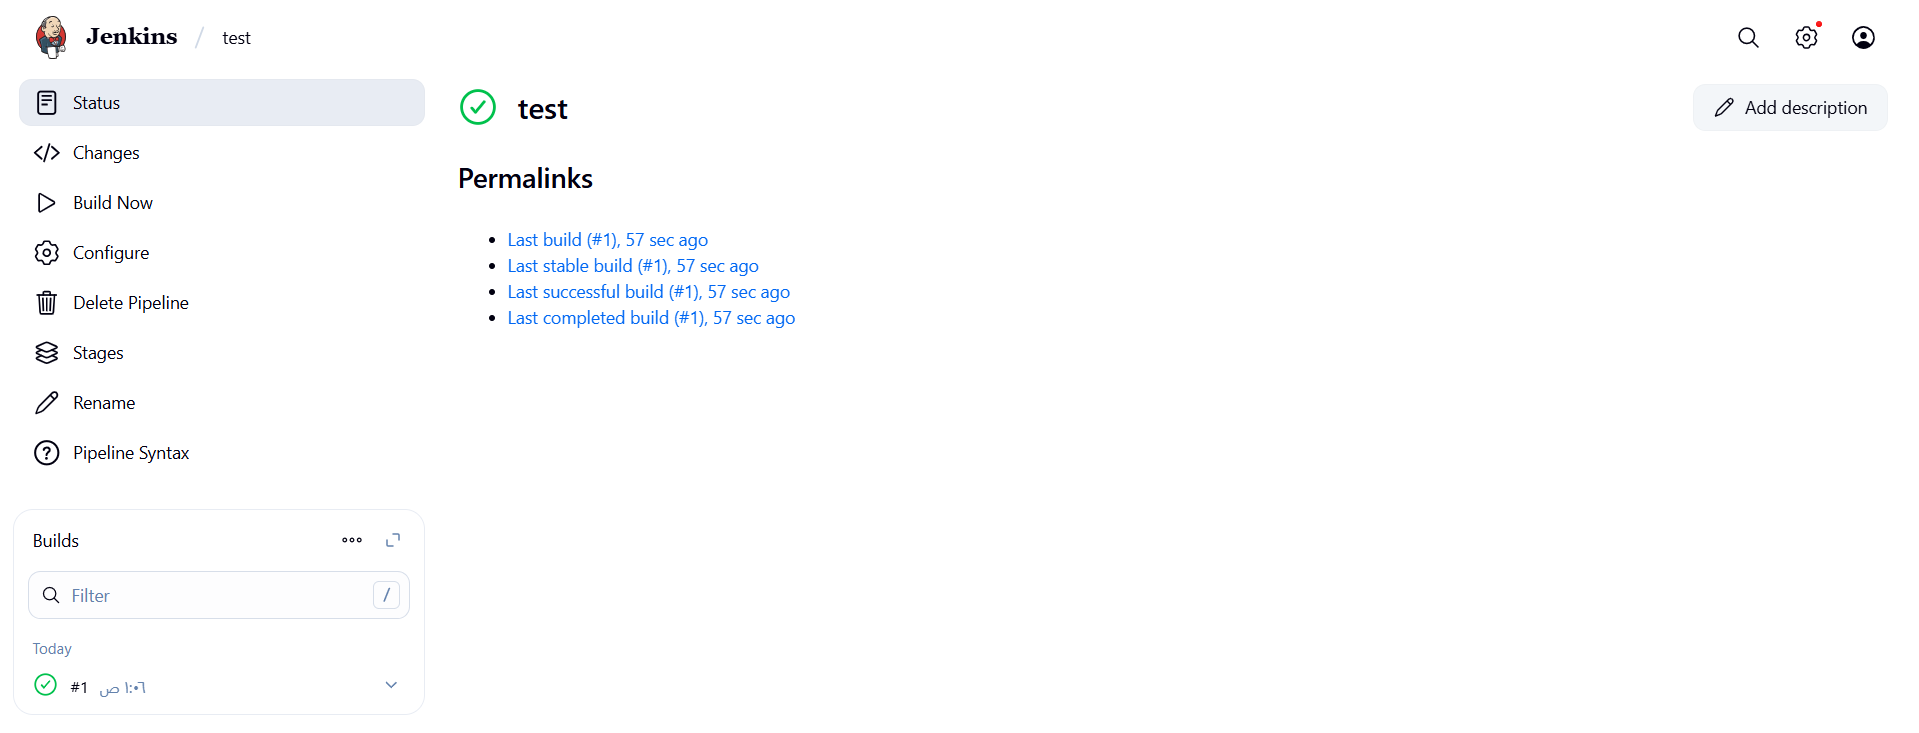 Jenkins / test
Status
Changes
Build Now
Configure
Delete Pipeline
Stages
Rename
Pipeline Syntax
Builds
Filter /
Today
#1 ١:٠٦ ص
test
Add description
Permalinks
Last build (#1), 57 sec ago
Last stable build (#1), 57 sec ago
Last successful build (#1), 57 sec ago
Last completed build (#1), 57 sec ago